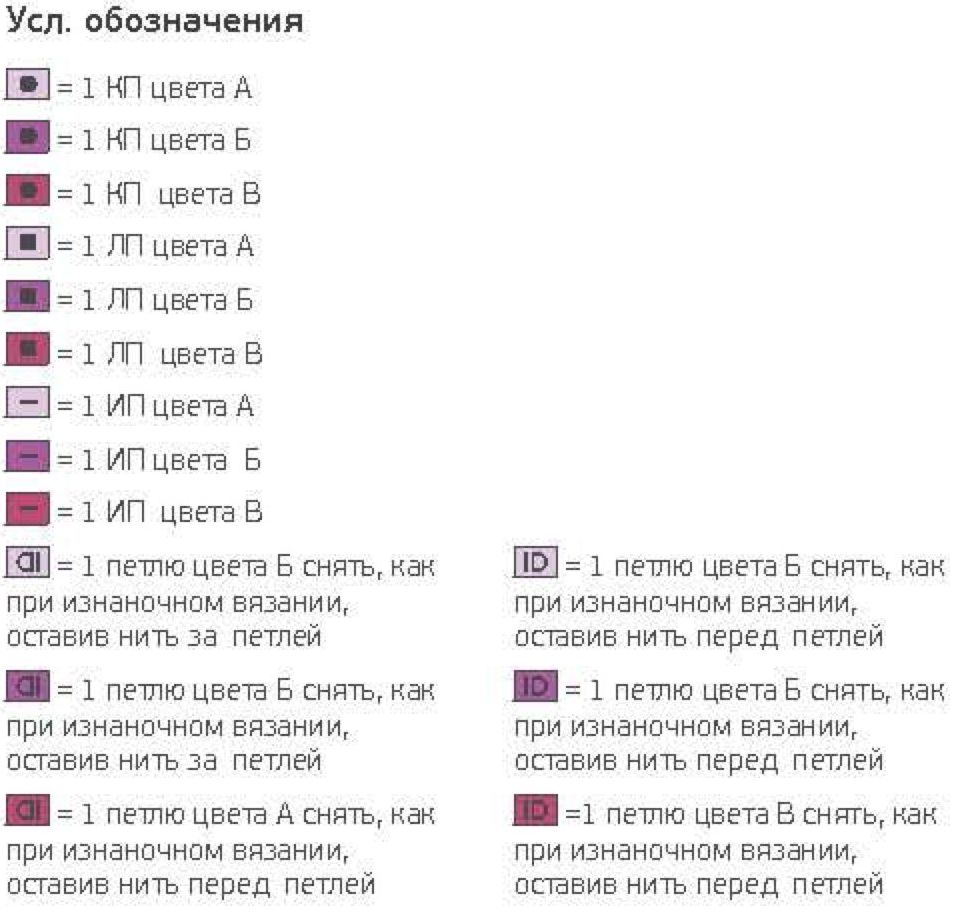 Усл. обозначения
= 1 КП цвета А
= 1 КП цвета Б
= 1 КП цвета В
= 1 ЛП цвета А
= 1 ЛП цвета Б
= 1 ЛП цвета В
= 1 ИП цвета А
= 1 ИП цвета Б
= 1 ИП цвета В
= 1 петлю цвета Б снять, как
при изнаночном вязании,
оставив нить за петлей
= 1 петлю цвета Б снять, как
при изнаночном вязании,
оставив нить за петлей
= 1 петлю цвета А снять, как
при изнаночном вязании,
оставив нить перед петлей
= 1 петлю цвета Б снять, как
при изнаночном вязании,
оставив нить перед петлей
= 1 петлю цвета Б снять, как
при изнаночном вязании,
оставив нить перед петлей
=1 петлю цвета В снять, как
при изнаночном вязании,
оставив нить перед петлей